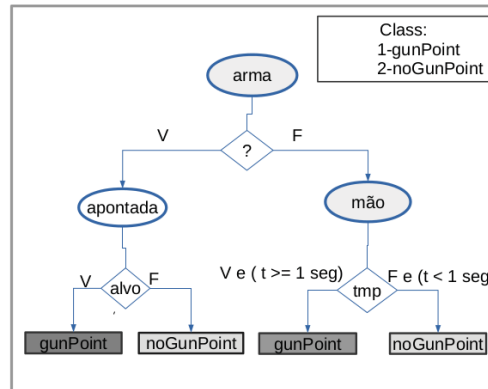 Class:
1-gunPoint
2-noGunPoint
arma
V
?
F
apontada
mão
V
alvo
F
V e ( t >= 1 seg)
tmp
F e (t < 1 seg
gunPoint
noGunPoint
gunPoint
noGunPoint